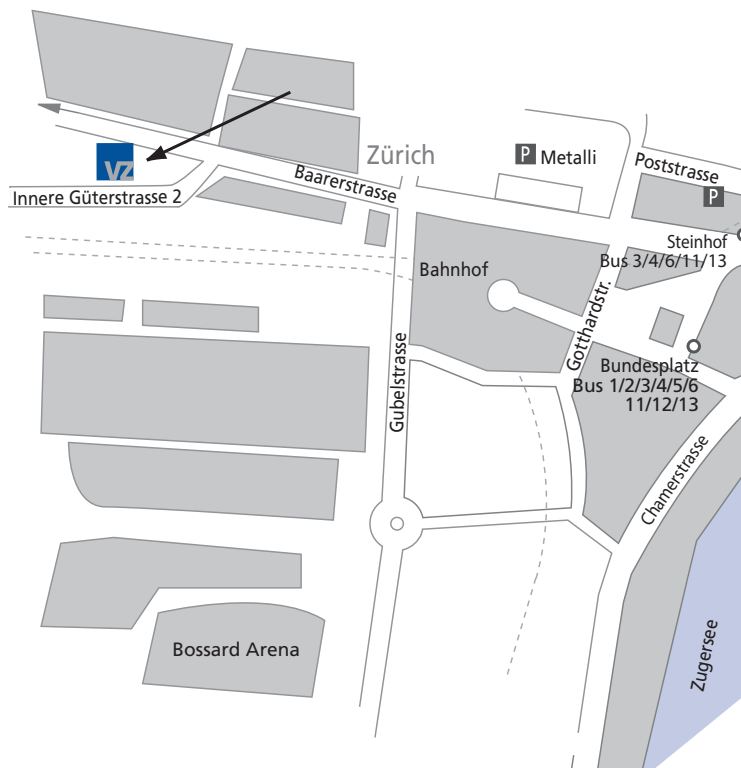 Zürich
P Metalli
Poststrasse
P
VZ
Baarerstrasse
Innere Güterstrasse 2
Steinhof
Bus 3/4/6/11/13
Bahnhof
Gotthardstr.
Gubelstrasse
Bundesplatz
Bus 1/2/3/4/5/6
11/12/13
Chamerstrasse
Bossard Arena
Zugersee